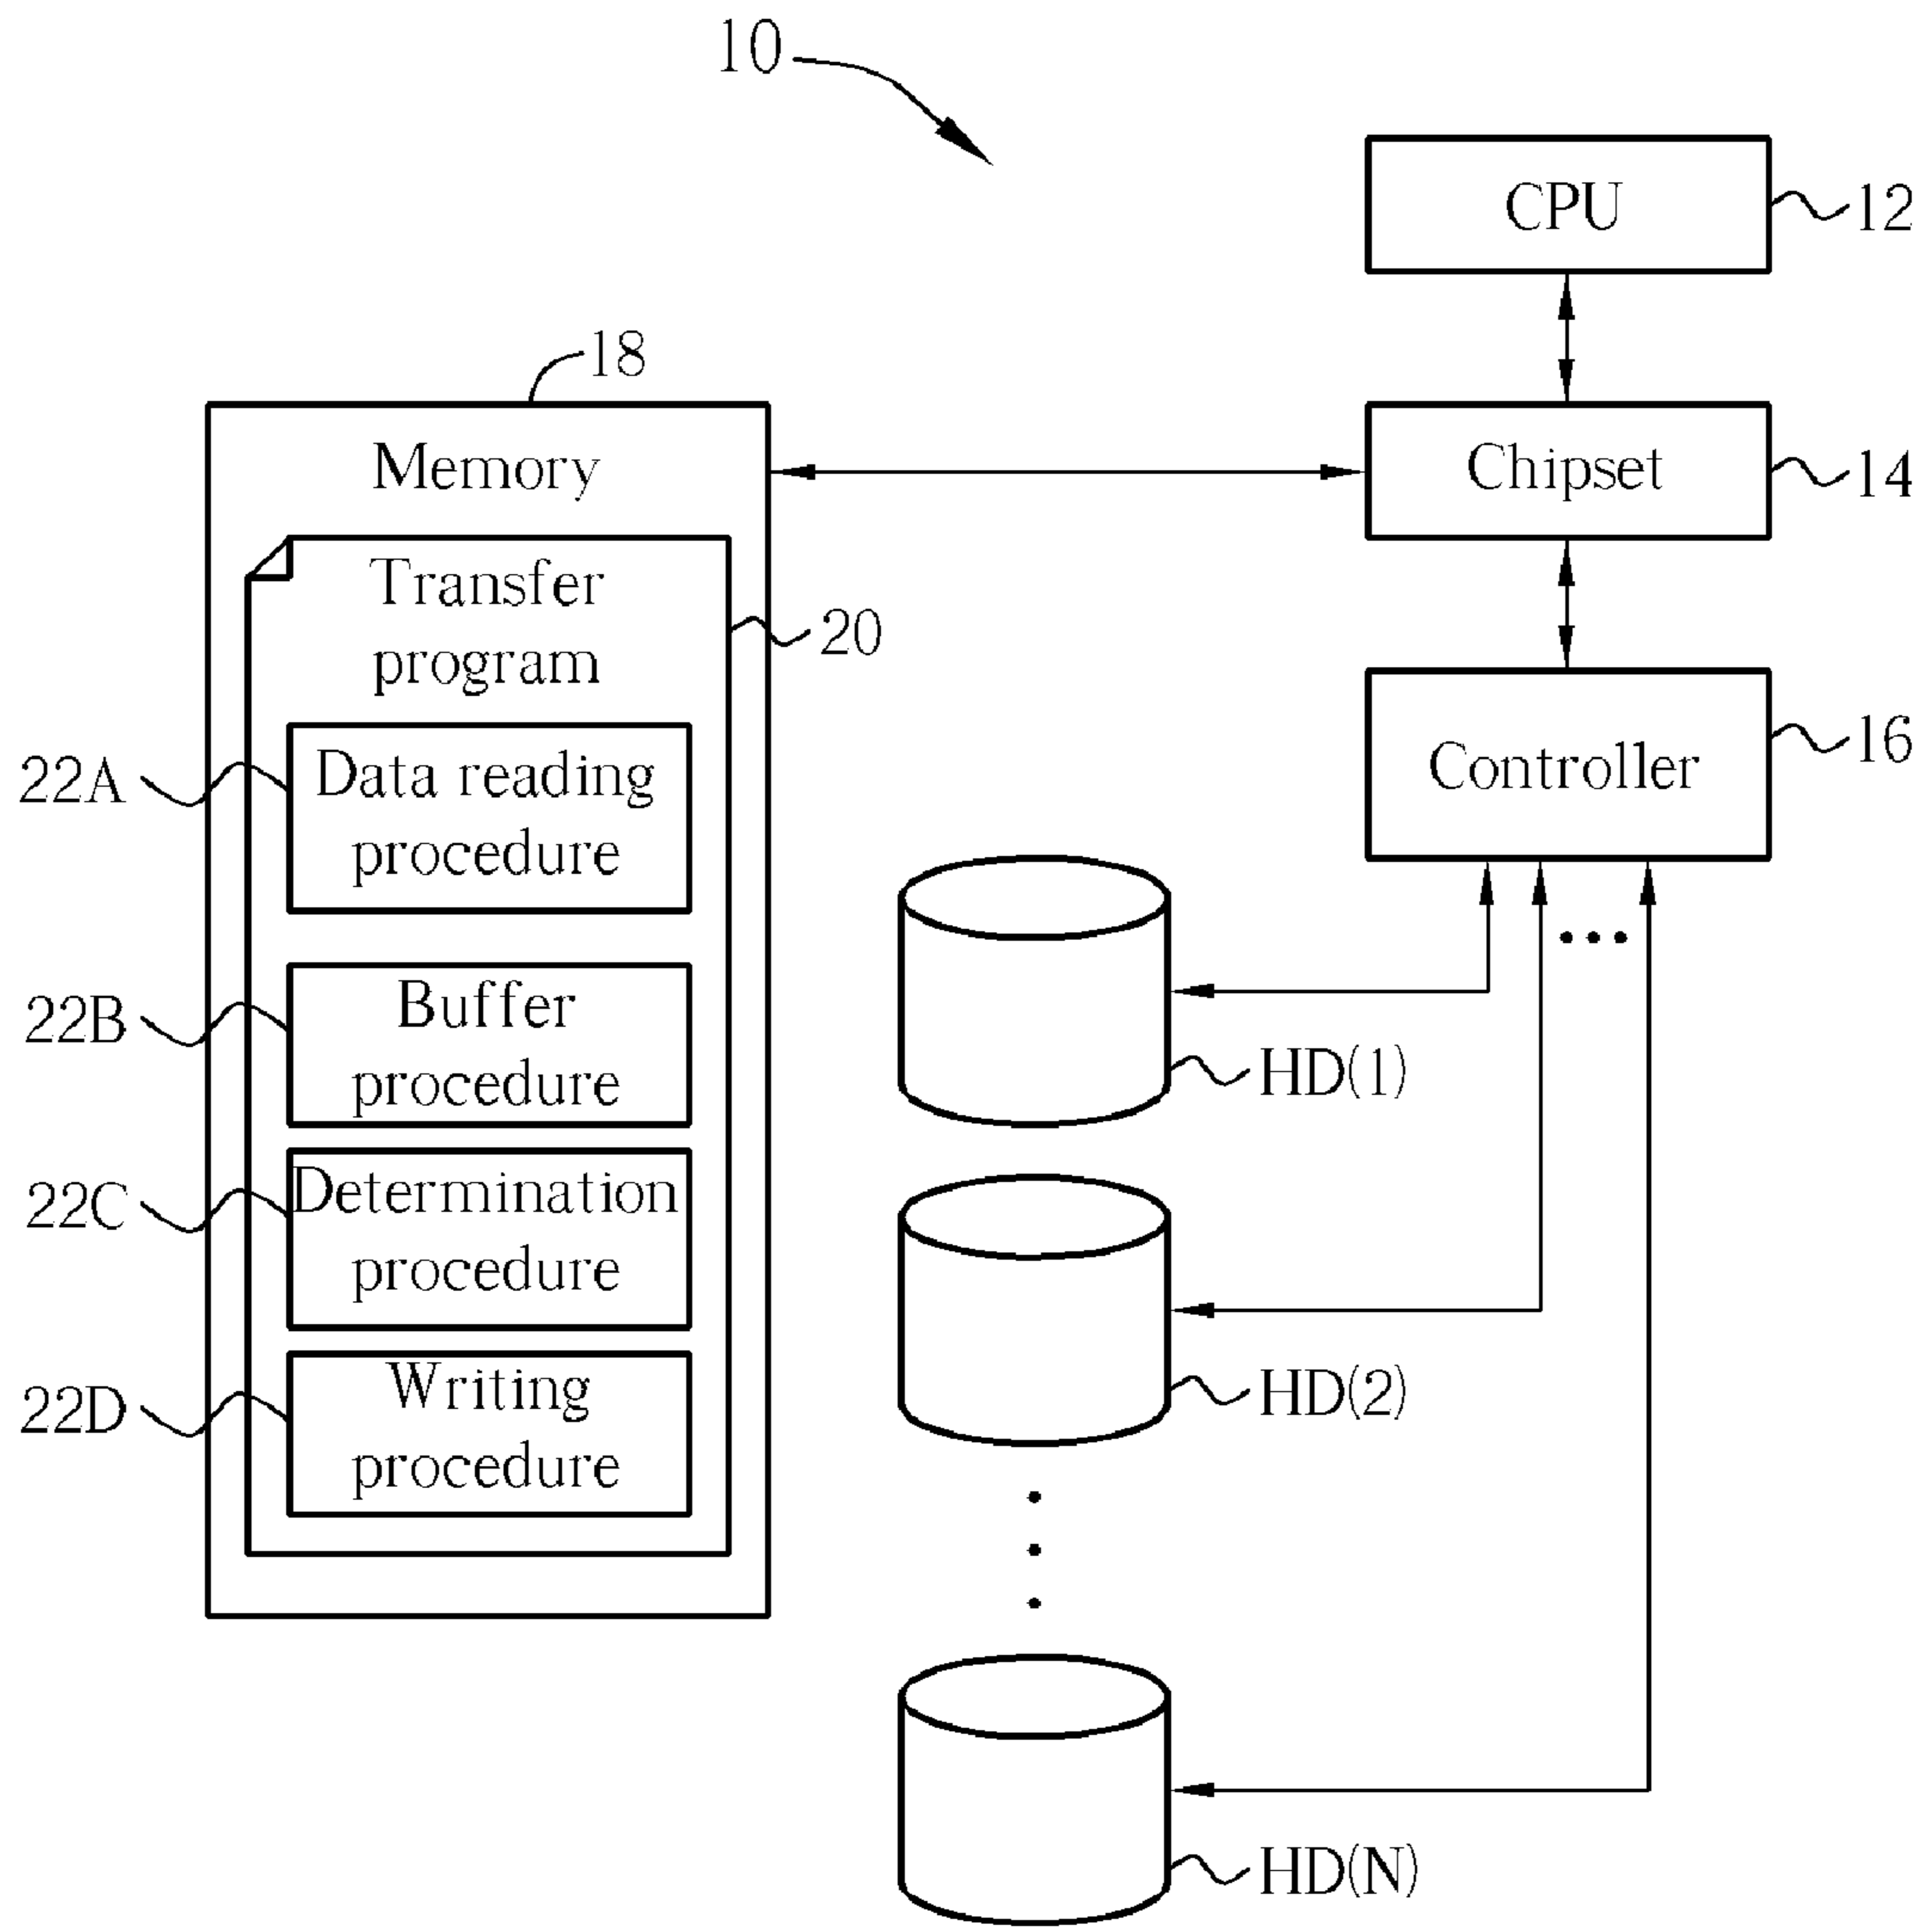 10
CPU
12
18
Memory
Chipset
14
Transfer
program
20
Controller
16
22A
Data reading
procedure
22B
Buffer
procedure
HD(1)
22C
Determination
procedure
22D
Writing
procedure
HD(2)
HD(N)